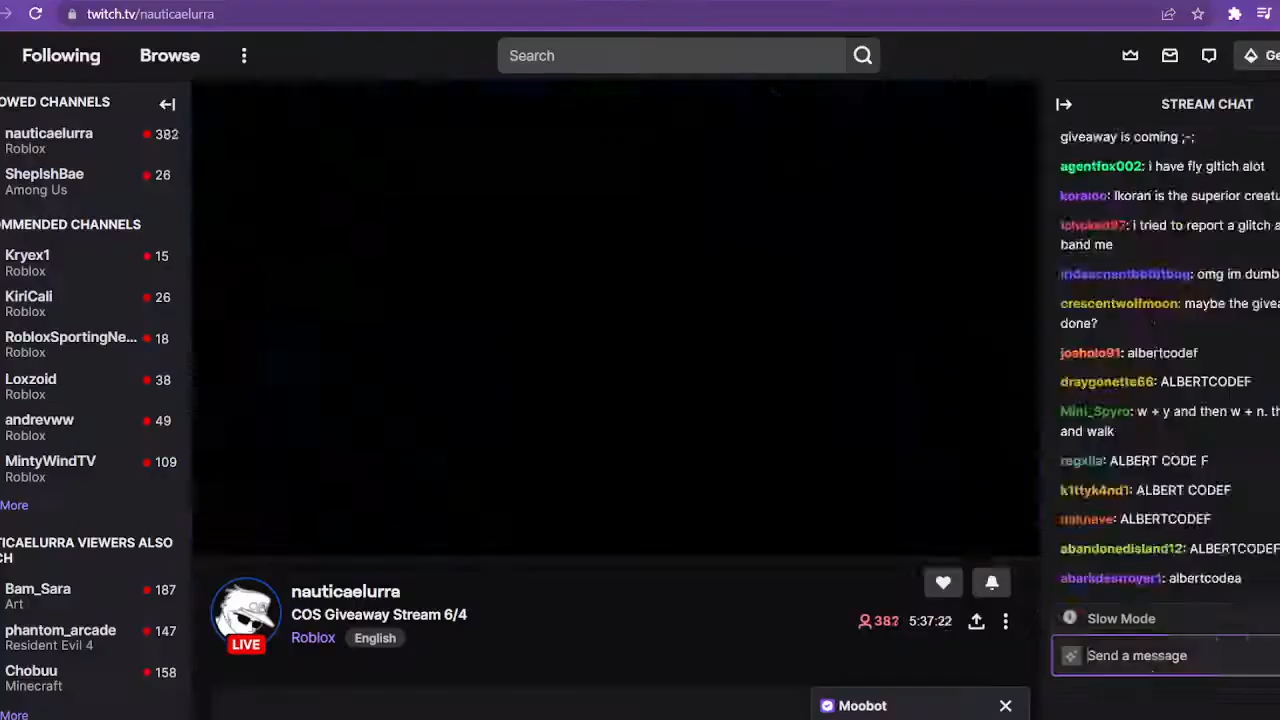 twitch.tv/nauticaelurra
Following
Browse
Search
Ge
OWED CHANNELS
nauticaelurra
382
Roblox
ShepIshBae
26
Among Us
MMENDED CHANNELS
Kryex1
15
Roblox
KiriCali
26
Roblox
RobloxSportingNe...
18
Roblox
Loxzoid
38
Roblox
andrevww
49
Roblox
MintyWindTV
109
Roblox
More
TICAELURRA VIEWERS ALSO
CH
Bam_Sara
187
Art
phantom_arcade
147
Resident Evil 4
Chobuu
158
Minecraft
More
LIVE
nauticaelurra
COS Giveaway Stream 6/4
Roblox English
382 5:37:22
Moobot
STREAM CHAT
giveaway is coming ;-;
agentfox002: i have fly gltich alot
: Ikoran is the superior creatu
: i tried to report a glitch a
band me
: omg im dumb
crescentwolfmoon: maybe the givea
done?
: albertcodef
draygonette66: ALBERTCODEF
Mini_Spyro: w + y and then w + n. th
and walk
: ALBERT CODE F
k1ttyk4nd1: ALBERT CODEF
: ALBERTCODEF
abandonedisland12: ALBERTCODEF
: albertcodea
Slow Mode
Send a message